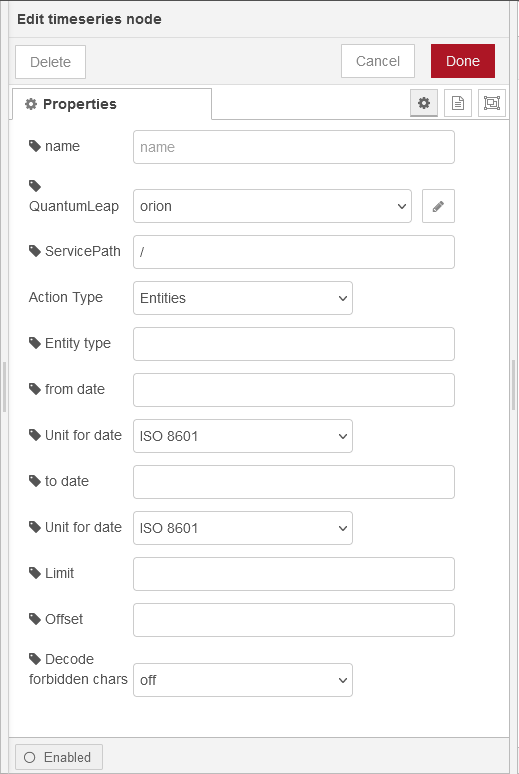 Edit timeseries node
Delete
Cancel
Done
Properties
name
name
QuantumLeap
orion
ServicePath
/
Action Type
Entities
Entity type
from date
Unit for date
ISO 8601
to date
Unit for date
ISO 8601
Limit
Offset
Decode
forbidden chars
off
Enabled